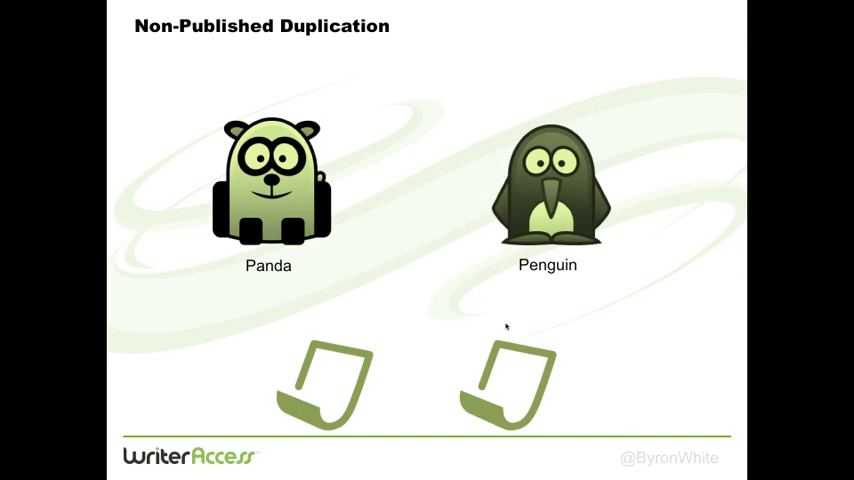 Non-Published Duplication
Panda
Penguin
WriterAccess
@ByronWhite